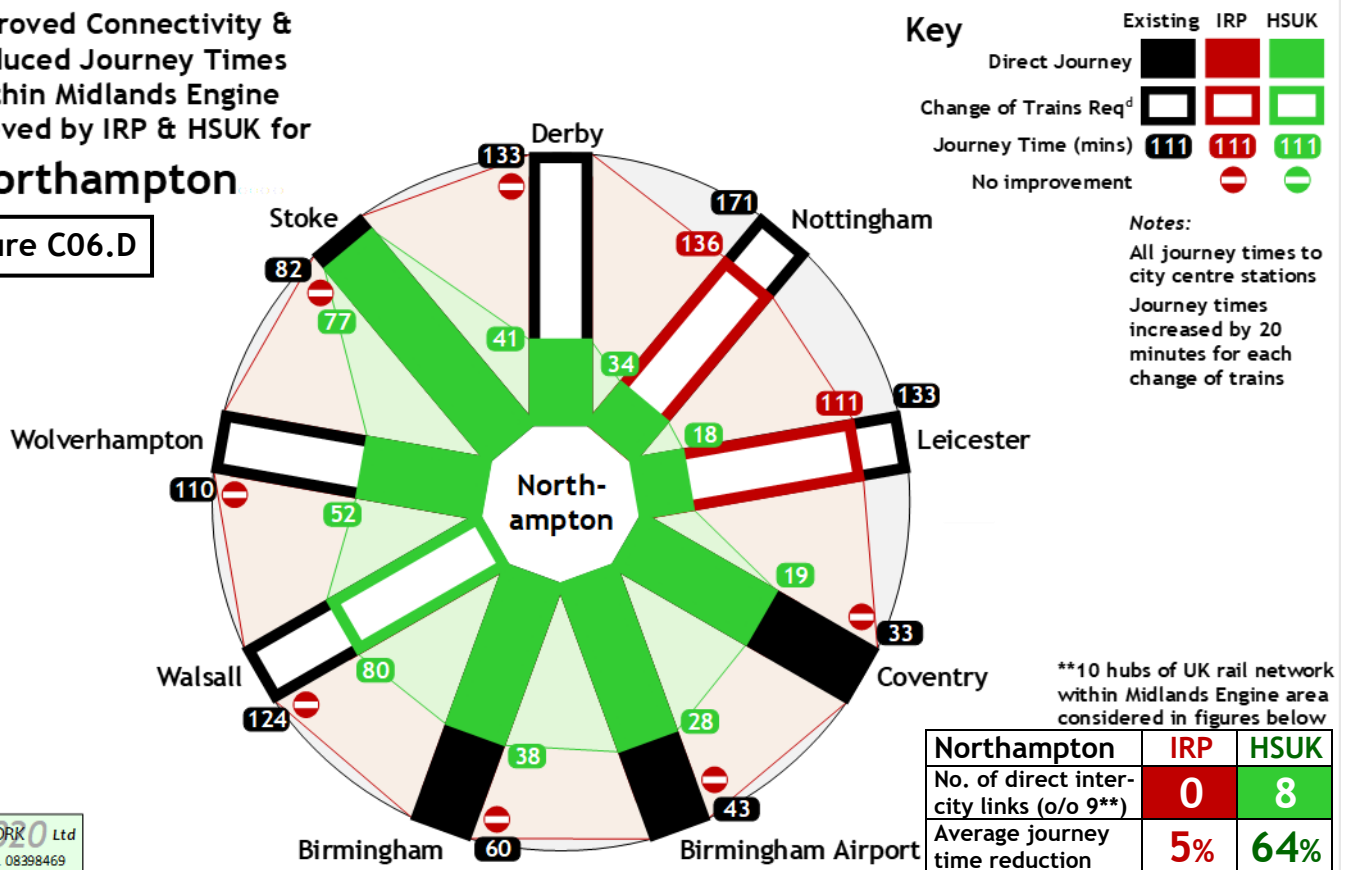 roved Connectivity &
luced Journey Times
hin Midlands Engine
ved by IRP & HSUK for
orthampton
ure C06.D
Key
Existing IRP HSUK
Direct Journey
Change of Trains Reqᵈ
Journey Time (mins) 111 111 111
No improvement
Notes:
All journey times to
city centre stations
Journey times
increased by 20
minutes for each
change of trains
Derby
133
41
Nottingham
171
136
34
Leicester
133
111
18
Coventry
33
19
Birmingham Airport
43
28
Birmingham
60
38
Walsall
124
80
Wolverhampton
110
52
Stoke
82
77
North-
ampton
**10 hubs of UK rail network
within Midlands Engine area
considered in figures below
Northampton IRP HSUK
No. of direct inter-
city links (o/o 9**) 0 8
Average journey
time reduction 5% 64%
ORK 020 Ltd
08398469